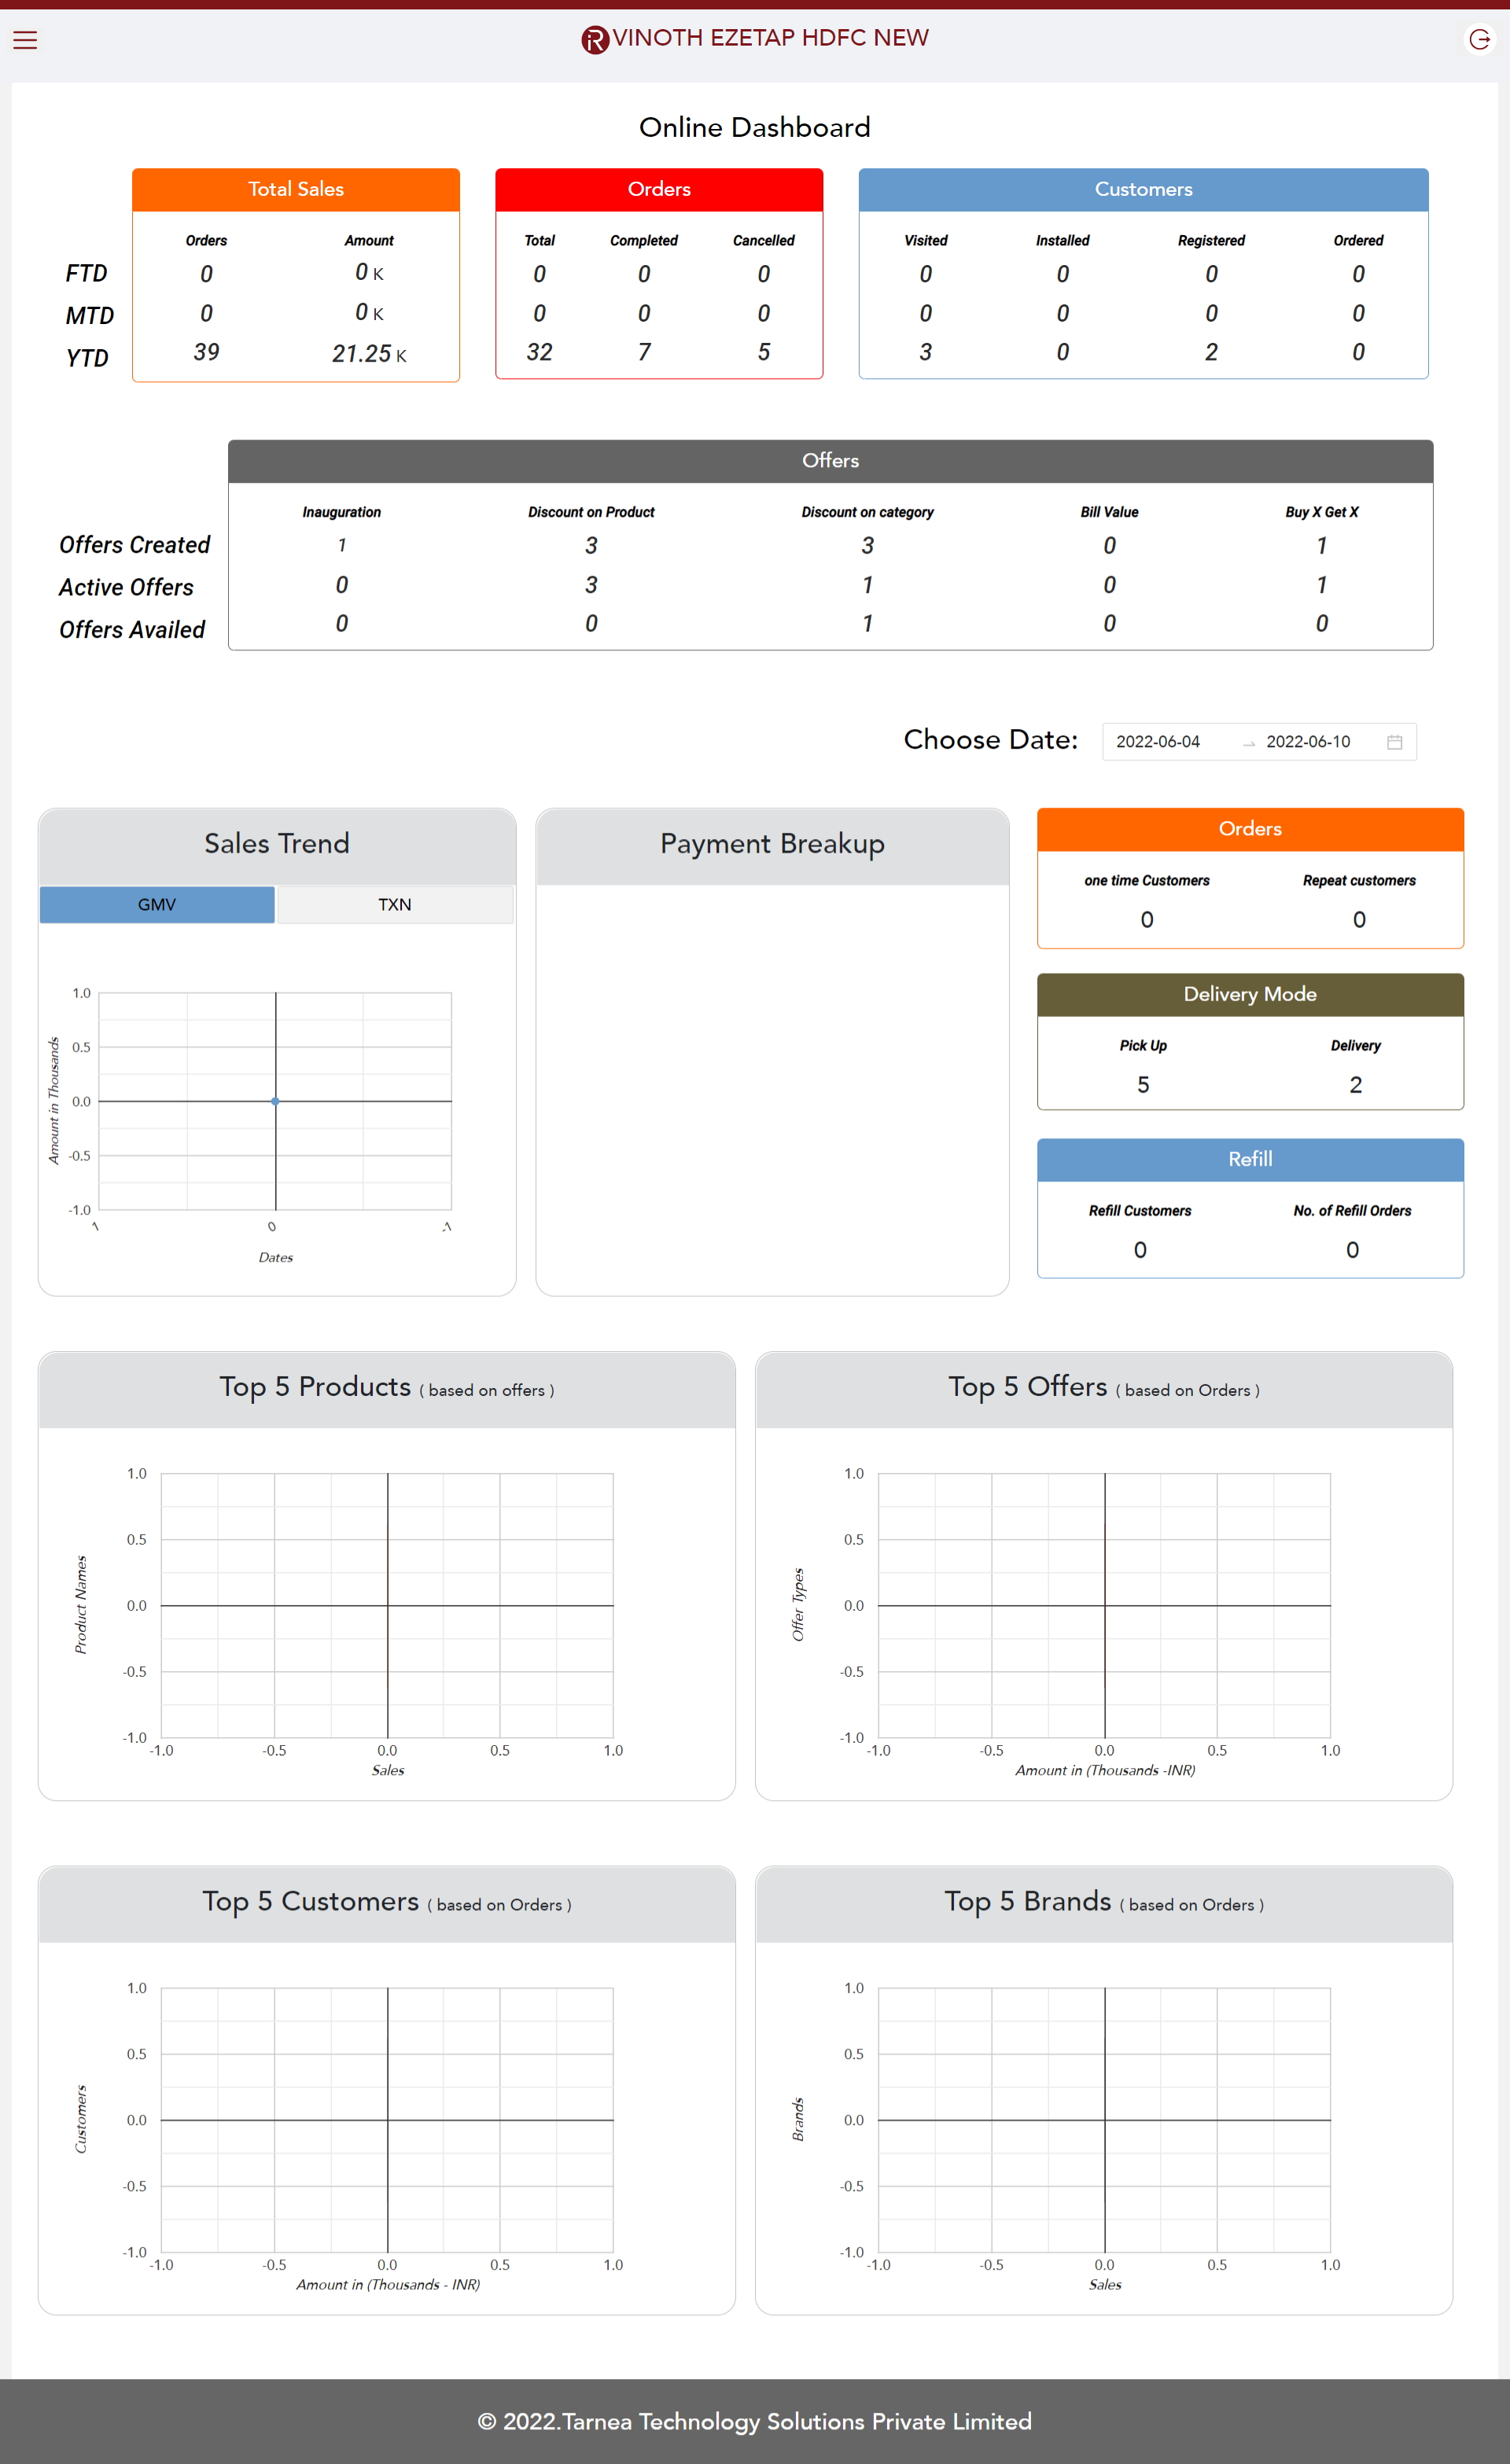 VINOTH EZETAP HDFC NEW
Online Dashboard
Total Sales
Orders
Customers
Orders Amount
Total Completed Cancelled
Visited Installed Registered Ordered
FTD 0 0 K 0 0 0 0 0 0 0
MTD 0 0 K 0 0 0 0 0 0 0
YTD 39 21.25 K 32 7 5 3 0 2 0
Offers
Inauguration Discount on Product Discount on category Bill Value Buy X Get X
Offers Created 1 3 3 0 1
Active Offers 0 3 1 0 1
Offers Availed 0 0 1 0 0
Choose Date: 2022-06-04 2022-06-10
Sales Trend
GMV TXN
1.0
0.5
0.0
-0.5
-1.0
Amount in Thousands
1 0 -1
Dates
Payment Breakup
Orders
one time Customers Repeat customers
0 0
Delivery Mode
Pick Up Delivery
5 2
Refill
Refill Customers No. of Refill Orders
0 0
Top 5 Products ( based on offers )
1.0
0.5
0.0
-0.5
-1.0
Product Names
-1.0 -0.5 0.0 0.5 1.0
Sales
Top 5 Offers ( based on Orders )
1.0
0.5
0.0
-0.5
-1.0
Offer Types
-1.0 -0.5 0.0 0.5 1.0
Amount in (Thousands -INR)
Top 5 Customers ( based on Orders )
1.0
0.5
0.0
-0.5
-1.0
Customers
-1.0 -0.5 0.0 0.5 1.0
Amount in (Thousands - INR)
Top 5 Brands ( based on Orders )
1.0
0.5
0.0
-0.5
-1.0
Brands
-1.0 -0.5 0.0 0.5 1.0
Sales
© 2022.Tarnea Technology Solutions Private Limited